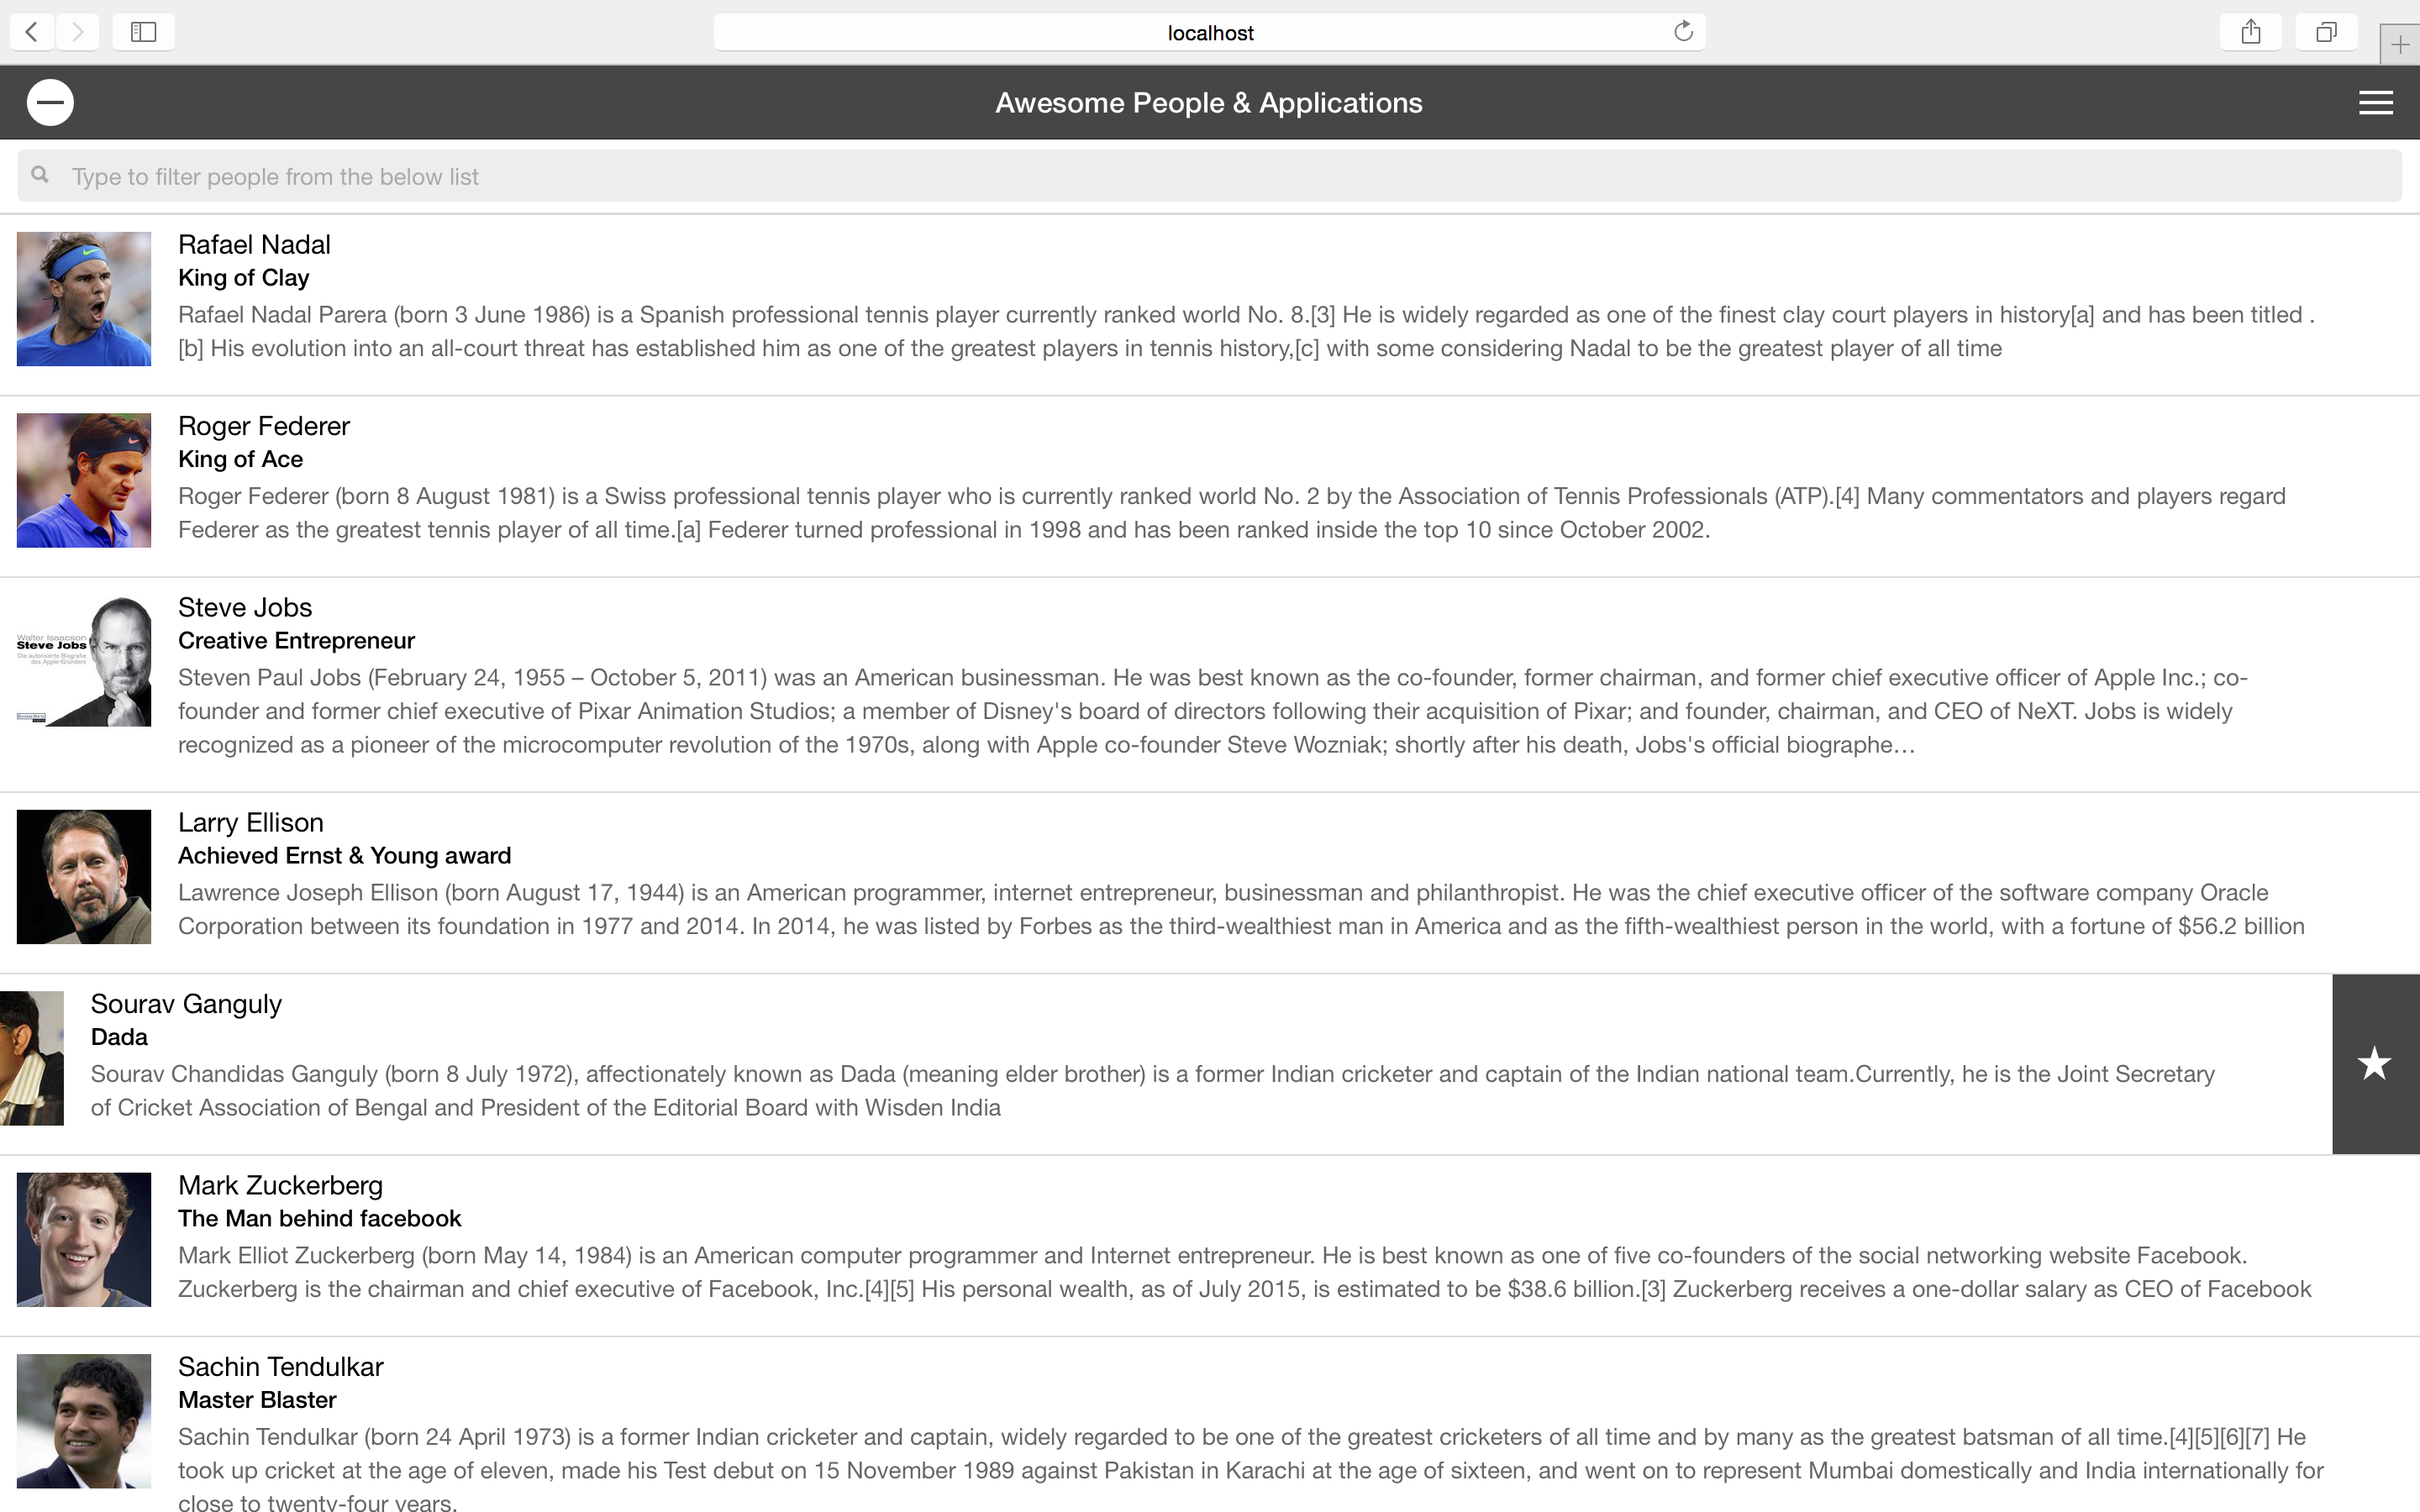 localhost
Awesome People & Applications
Type to filter people from the below list
Rafael Nadal
King of Clay
Rafael Nadal Parera (born 3 June 1986) is a Spanish professional tennis player currently ranked world No. 8.[3] He is widely regarded as one of the finest clay court players in history[a] and has been titled .
[b] His evolution into an all-court threat has established him as one of the greatest players in tennis history,[c] with some considering Nadal to be the greatest player of all time
Roger Federer
King of Ace
Roger Federer (born 8 August 1981) is a Swiss professional tennis player who is currently ranked world No. 2 by the Association of Tennis Professionals (ATP).[4] Many commentators and players regard
Federer as the greatest tennis player of all time.[a] Federer turned professional in 1998 and has been ranked inside the top 10 since October 2002.
Walter Isaacson
Steve Jobs
Die autorisierte Biografie
des Apple-Gründers
Steve Jobs
Creative Entrepreneur
Steven Paul Jobs (February 24, 1955 – October 5, 2011) was an American businessman. He was best known as the co-founder, former chairman, and former chief executive officer of Apple Inc.; co-
founder and former chief executive of Pixar Animation Studios; a member of Disney's board of directors following their acquisition of Pixar; and founder, chairman, and CEO of NeXT. Jobs is widely
recognized as a pioneer of the microcomputer revolution of the 1970s, along with Apple co-founder Steve Wozniak; shortly after his death, Jobs's official biographe…
Larry Ellison
Achieved Ernst & Young award
Lawrence Joseph Ellison (born August 17, 1944) is an American programmer, internet entrepreneur, businessman and philanthropist. He was the chief executive officer of the software company Oracle
Corporation between its foundation in 1977 and 2014. In 2014, he was listed by Forbes as the third-wealthiest man in America and as the fifth-wealthiest person in the world, with a fortune of $56.2 billion
Sourav Ganguly
Dada
Sourav Chandidas Ganguly (born 8 July 1972), affectionately known as Dada (meaning elder brother) is a former Indian cricketer and captain of the Indian national team.Currently, he is the Joint Secretary
of Cricket Association of Bengal and President of the Editorial Board with Wisden India
Mark Zuckerberg
The Man behind facebook
Mark Elliot Zuckerberg (born May 14, 1984) is an American computer programmer and Internet entrepreneur. He is best known as one of five co-founders of the social networking website Facebook.
Zuckerberg is the chairman and chief executive of Facebook, Inc.[4][5] His personal wealth, as of July 2015, is estimated to be $38.6 billion.[3] Zuckerberg receives a one-dollar salary as CEO of Facebook
Sachin Tendulkar
Master Blaster
Sachin Tendulkar (born 24 April 1973) is a former Indian cricketer and captain, widely regarded to be one of the greatest cricketers of all time and by many as the greatest batsman of all time.[4][5][6][7] He
took up cricket at the age of eleven, made his Test debut on 15 November 1989 against Pakistan in Karachi at the age of sixteen, and went on to represent Mumbai domestically and India internationally for
close to twenty-four years.